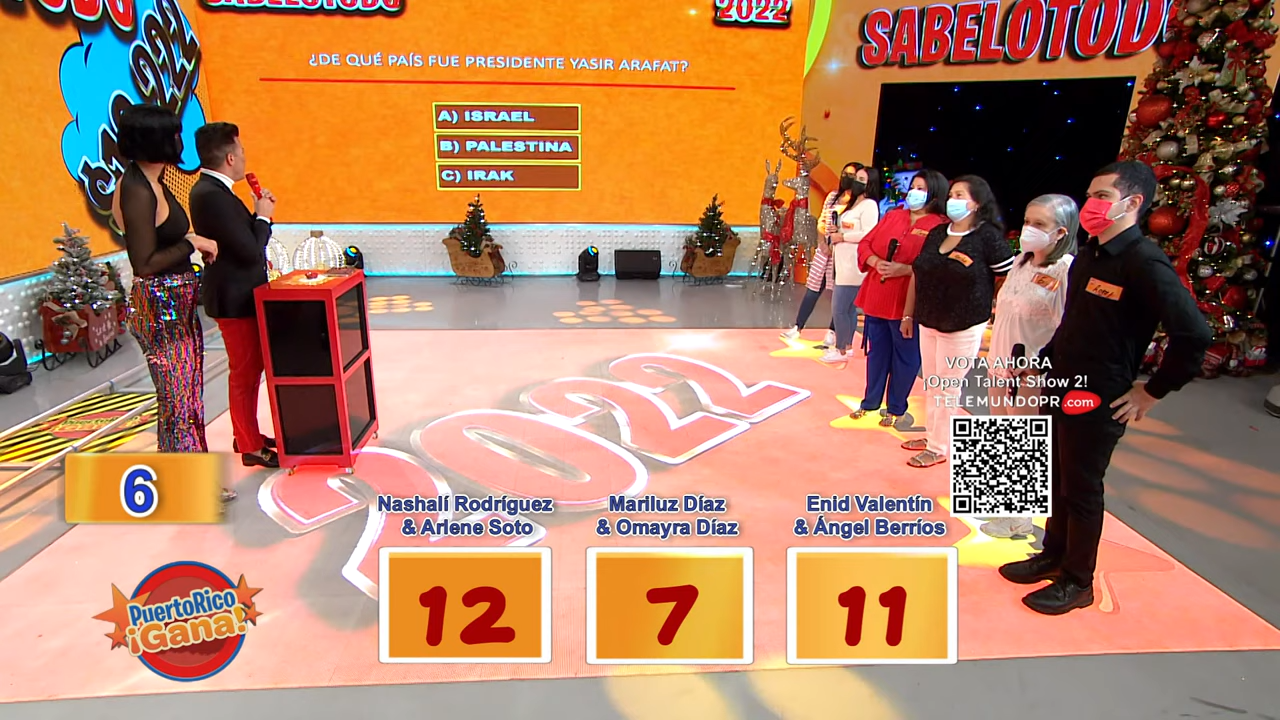 SABELOTODO
2022
SABELOTODO
2022
¿DE QUÉ PAÍS FUE PRESIDENTE YASIR ARAFAT?
A) ISRAEL
B) PALESTINA
C) IRAK
VOTA AHORA
¡Open Talent Show 2!
TELEMUNDOPR.com
2022
6
Nashalí Rodríguez
& Arlene Soto
Mariluz Díaz
& Omayra Díaz
Enid Valentín
& Ángel Berríos
12
7
11
PuertoRico
¡Gana!